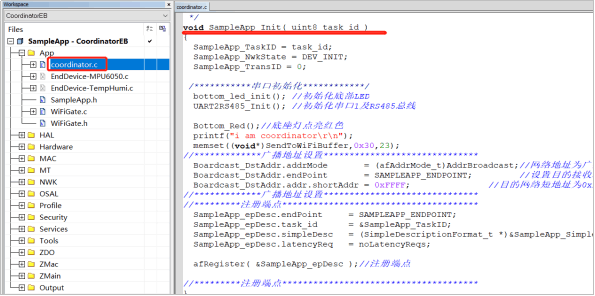 Workspace
CoordinatorEB
Files
SampleApp - CoordinatorEB
App
coordinator.c
EndDevice-MPU6050.c
EndDevice-TempHumi.c
SampleApp.h
WiFiGate.c
WiFiGate.h
HAL
Hardware
MAC
MT
NWK
OSAL
Profile
Security
Services
Tools
ZDO
ZMac
ZMain
Output
coordinator.c
*/
void SampleApp_Init( uint8 task_id )
{
SampleApp_TaskID = task_id;
SampleApp_NwkState = DEV_INIT;
SampleApp_TransID = 0;
/***********串口初始化************/
bottom_led_init(); //初始化底部LED
UART2RS485_Init(); //初始化串口1及RS485总线
Bottom_Red();//底座灯点亮红色
printf("i am coordinator\r\n");
memset((void*)SendToWiFiBuffer,0x30,23);
//*************广播地址设置******************************
Boardcast_DstAddr.addrMode = (afAddrMode_t)AddrBroadcast;//网络地址为广
Boardcast_DstAddr.endPoint = SAMPLEAPP_ENDPOINT; //设置目的接收
Boardcast_DstAddr.addr.shortAddr = 0xFFFF; //目的网络短地址为0x
//*************广播地址设置******************************
//*********注册端点******************************
SampleApp_epDesc.endPoint = SAMPLEAPP_ENDPOINT;
SampleApp_epDesc.task_id = &SampleApp_TaskID;
SampleApp_epDesc.simpleDesc = (SimpleDescriptionFormat_t *)&SampleApp_Simple
SampleApp_epDesc.latencyReq = noLatencyReqs;
afRegister( &SampleApp_epDesc );//注册端点
//*********注册端点******************************